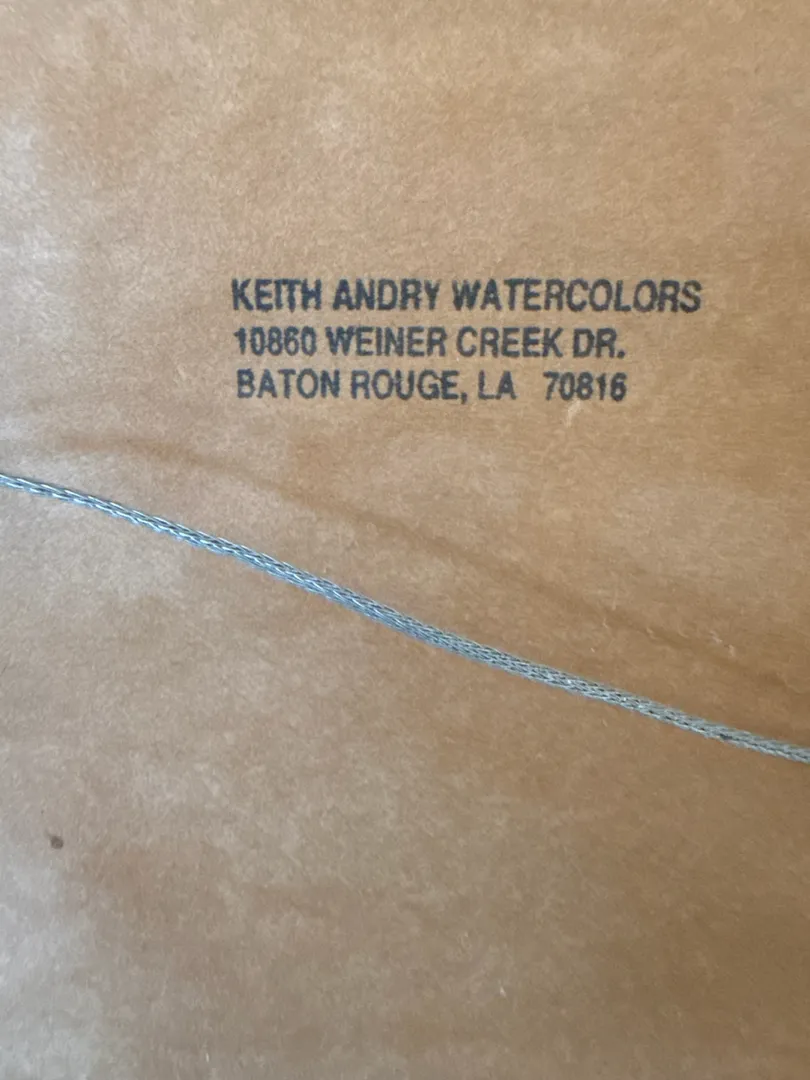 KEITH ANDRY WATERCOLORS
10860 WEINER CREEK DR.
BATON ROUGE, LA 70816